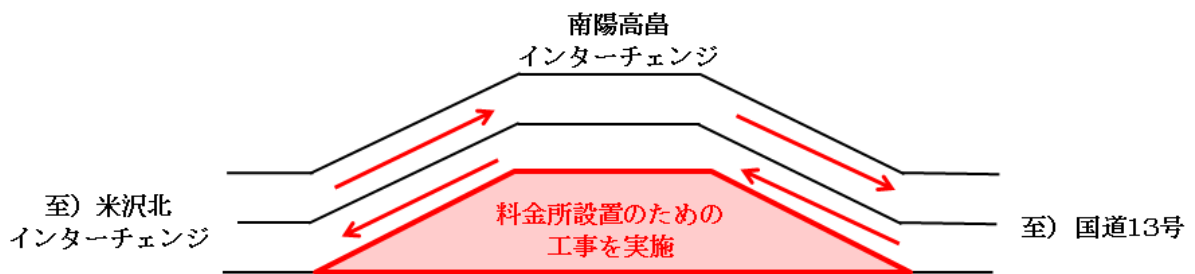 南陽高畠
インターチェンジ
至）米沢北
インターチェンジ
料金所設置のための
工事を実施
至）国道13号